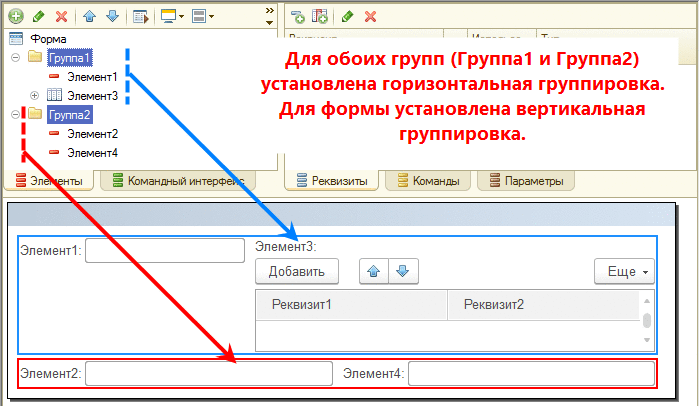 Форма
Группа1
Элемент1
Элемент3
Группа2
Элемент2
Элемент4
Для обоих групп (Группа1 и Группа2)
установлена горизонтальная группировка.
Для формы установлена вертикальная
группировка.
Элементы
Командный интерфейс
Реквизиты
Команды
Параметры
Элемент1:
Элемент3:
Добавить
Еще
Реквизит1
Реквизит2
Элемент2:
Элемент4: